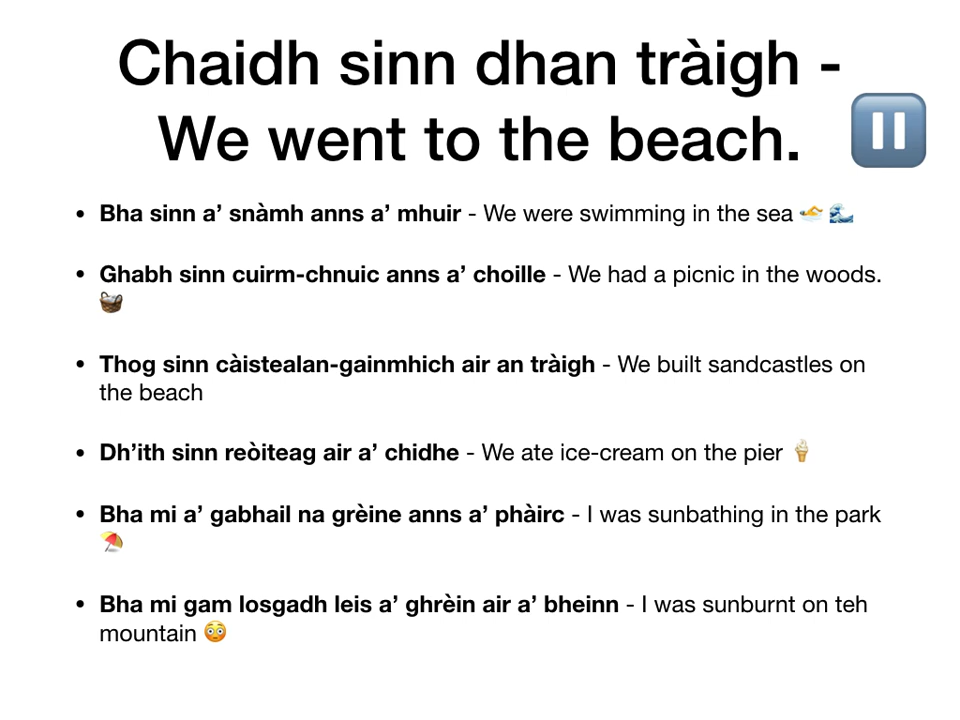 Chaidh sinn dhan tràigh -
We went to the beach.
• Bha sinn a’ snàmh anns a’ mhuir - We were swimming in the sea 🏊 🌊
• Ghabh sinn cuirm-chnuic anns a’ choille - We had a picnic in the woods.
🧺
• Thog sinn càistealan-gainmhich air an tràigh - We built sandcastles on
the beach
• Dh’ith sinn reòiteag air a’ chidhe - We ate ice-cream on the pier 🍦
• Bha mi a’ gabhail na grèine anns a’ phàirc - I was sunbathing in the park
⛱️
• Bha mi gam losgadh leis a’ ghrèin air a’ bheinn - I was sunburnt on teh
mountain 😳